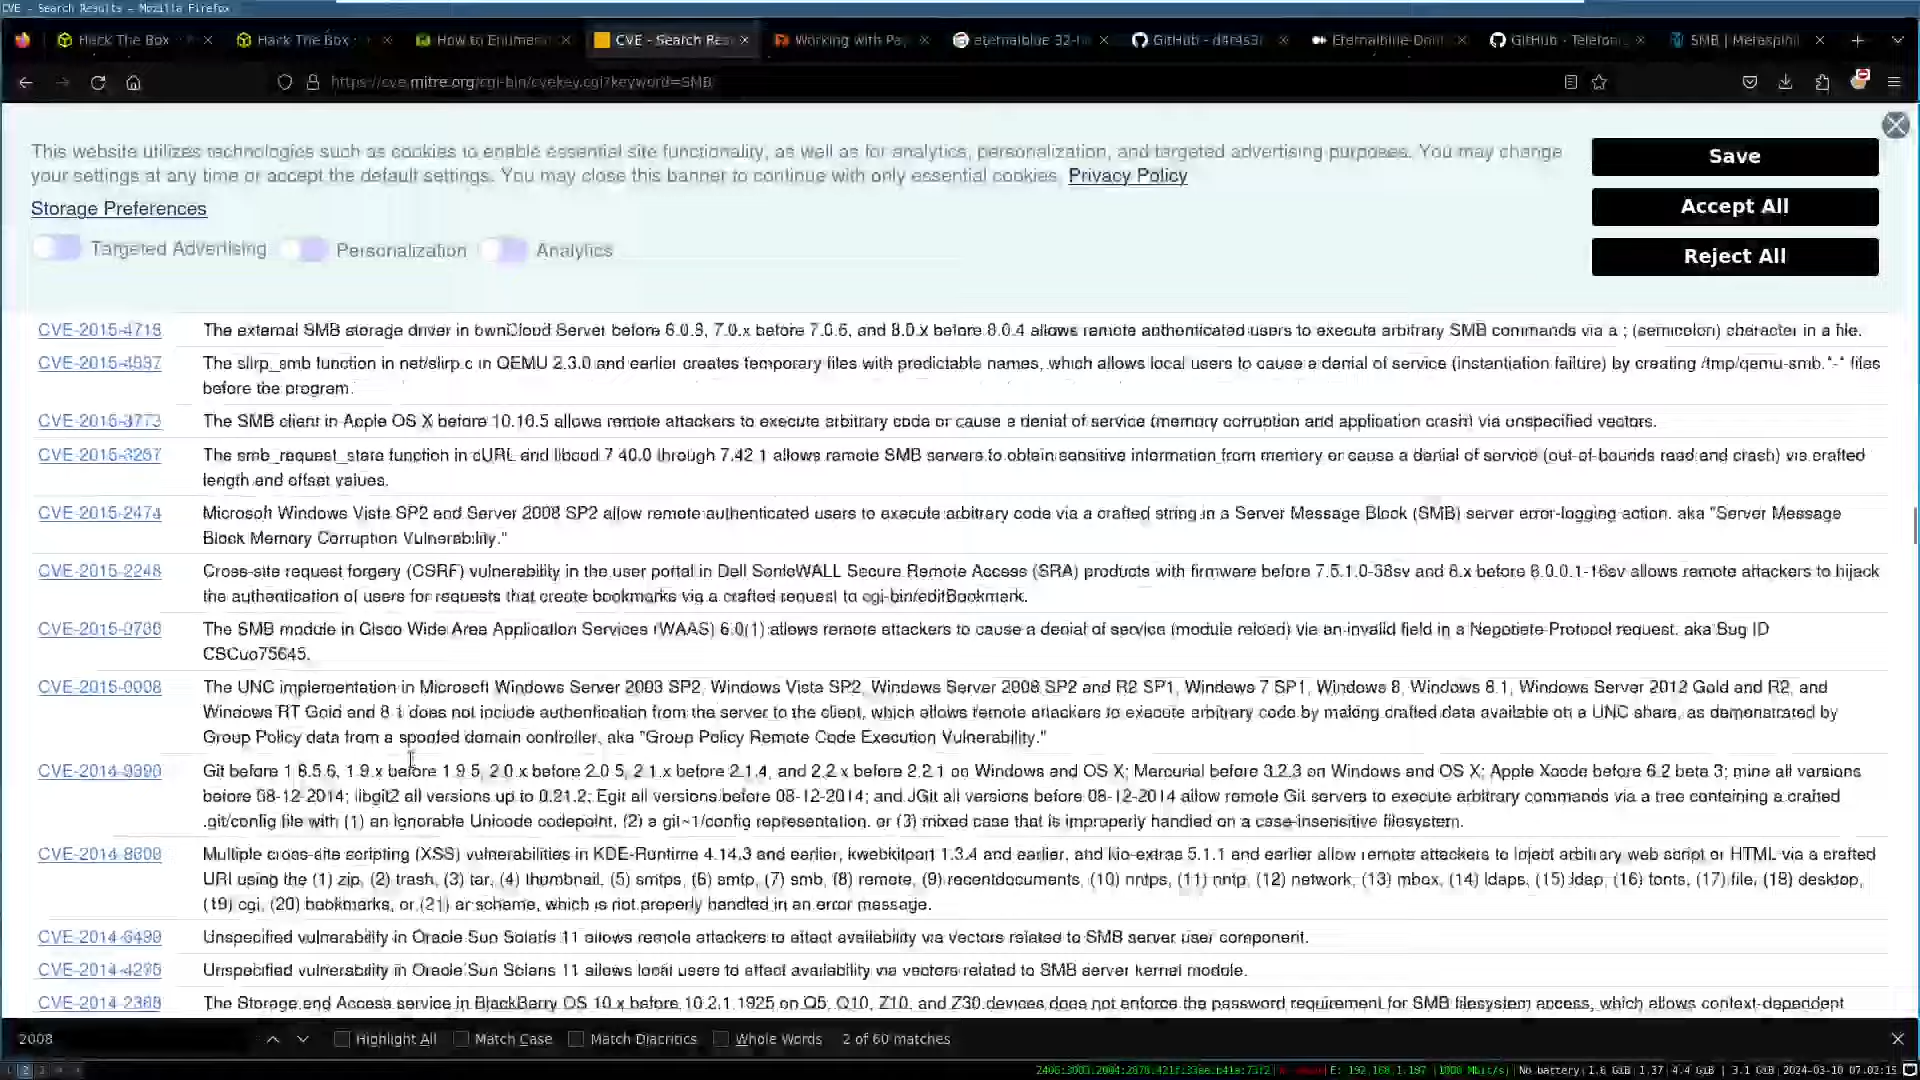 CVE - Search Results - Mozilla Firefox
Hack The Box
Hack The Box
How to Enumer
CVE - Search Res
Working with Pa
eternalblue 32-
GitHub - d4t4s3
Eternalblue-Doubl
GitHub - Telefoni
SMB | Metasploi
https://cve.mitre.org/cgi-bin/cvekey.cgi?keyword=SMB
This website utilizes technologies such as cookies to enable essential site functionality, as well as for analytics, personalization, and targeted advertising purposes. You may change
your settings at any time or accept the default settings. You may close this banner to continue with only essential cookies. Privacy Policy
Storage Preferences
Targeted Advertising Personalization Analytics
Save
Accept All
Reject All
The external SMB storage driver in ownCloud Server before 6.0.8, 7.0.x before 7.0.6, and 8.0.x before 8.0.4 allows remote authenticated users to execute arbitrary SMB commands via a ; (semicolon) character in a file.
The slirp_smb function in net/slirp.c in QEMU 2.3.0 and earlier creates temporary files with predictable names, which allows local users to cause a denial of service (instantiation failure) by creating /tmp/qemu-smb.*-* files
before the program.
CVE-2015-3773 The SMB client in Apple OS X before 10.10.5 allows remote attackers to execute arbitrary code or cause a denial of service (memory corruption and application crash) via unspecified vectors.
The smb_request_state function in cURL and libcurl 7.40.0 through 7.42.1 allows remote SMB servers to obtain sensitive information from memory or cause a denial of service (out-of-bounds read and crash) via crafted
length and offset values.
CVE-2015-2474 Microsoft Windows Vista SP2 and Server 2008 SP2 allow remote authenticated users to execute arbitrary code via a crafted string in a Server Message Block (SMB) server error-logging action, aka "Server Message
Block Memory Corruption Vulnerability."
CVE-2015-2248 Cross-site request forgery (CSRF) vulnerability in the user portal in Dell SonicWALL Secure Remote Access (SRA) products with firmware before 7.5.1.0-38sv and 8.x before 8.0.0.1-16sv allows remote attackers to hijack
the authentication of users for requests that create bookmarks via a crafted request to cgi-bin/editBookmark.
The SMB module in Cisco Wide Area Application Services (WAAS) 6.0(1) allows remote attackers to cause a denial of service (module reload) via an invalid field in a Negotiate Protocol request, aka Bug ID
CSCuo75645.
CVE-2015-0008 The UNC implementation in Microsoft Windows Server 2003 SP2, Windows Vista SP2, Windows Server 2008 SP2 and R2 SP1, Windows 7 SP1, Windows 8, Windows 8.1, Windows Server 2012 Gold and R2, and
Windows RT Gold and 8.1 does not include authentication from the server to the client, which allows remote attackers to execute arbitrary code by making crafted data available on a UNC share, as demonstrated by
Group Policy data from a spoofed domain controller, aka "Group Policy Remote Code Execution Vulnerability."
CVE-2014-9390 Git before 1.8.5.6, 1.9.x before 1.9.5, 2.0.x before 2.0.5, 2.1.x before 2.1.4, and 2.2.x before 2.2.1 on Windows and OS X; Mercurial before 3.2.3 on Windows and OS X; Apple Xcode before 6.2 beta 3; mine all versions
before 08-12-2014; libgit2 all versions up to 0.21.2; Egit all versions before 08-12-2014; and JGit all versions before 08-12-2014 allow remote Git servers to execute arbitrary commands via a tree containing a crafted
.git/config file with (1) an ignorable Unicode codepoint, (2) a git~1/config representation, or (3) mixed case that is improperly handled on a case-insensitive filesystem.
CVE-2014-8600 Multiple cross-site scripting (XSS) vulnerabilities in KDE-Runtime 4.14.3 and earlier, kwebkitpart 1.3.4 and earlier, and kio-extras 5.1.1 and earlier allow remote attackers to inject arbitrary web script or HTML via a crafted
URI using the (1) zip, (2) trash, (3) tar, (4) thumbnail, (5) smtps, (6) smtp, (7) smb, (8) remote, (9) recentdocuments, (10) nntps, (11) nntp, (12) network, (13) mbox, (14) ldaps, (15) ldap, (16) fonts, (17) file, (18) desktop,
(19) cgi, (20) bookmarks, or (21) ar scheme, which is not properly handled in an error message.
CVE-2014-6490 Unspecified vulnerability in Oracle Sun Solaris 11 allows remote attackers to affect availability via vectors related to SMB server user component.
Unspecified vulnerability in Oracle Sun Solaris 11 allows local users to affect availability via vectors related to SMB server kernel module.
CVE-2014-2388 The Storage and Access service in BlackBerry OS 10.x before 10.2.1.1925 on Q5, Q10, Z10, and Z30 devices does not enforce the password requirement for SMB filesystem access, which allows context-dependent
2008 Highlight All Match Case Match Diacritics Whole Words 2 of 60 matches
E: 192.168.1.197 (1000 Mbit/s) No battery 1.6 GiB 1.37 4.4 GiB | 3.1 GiB 2024-03-10 07:02:15